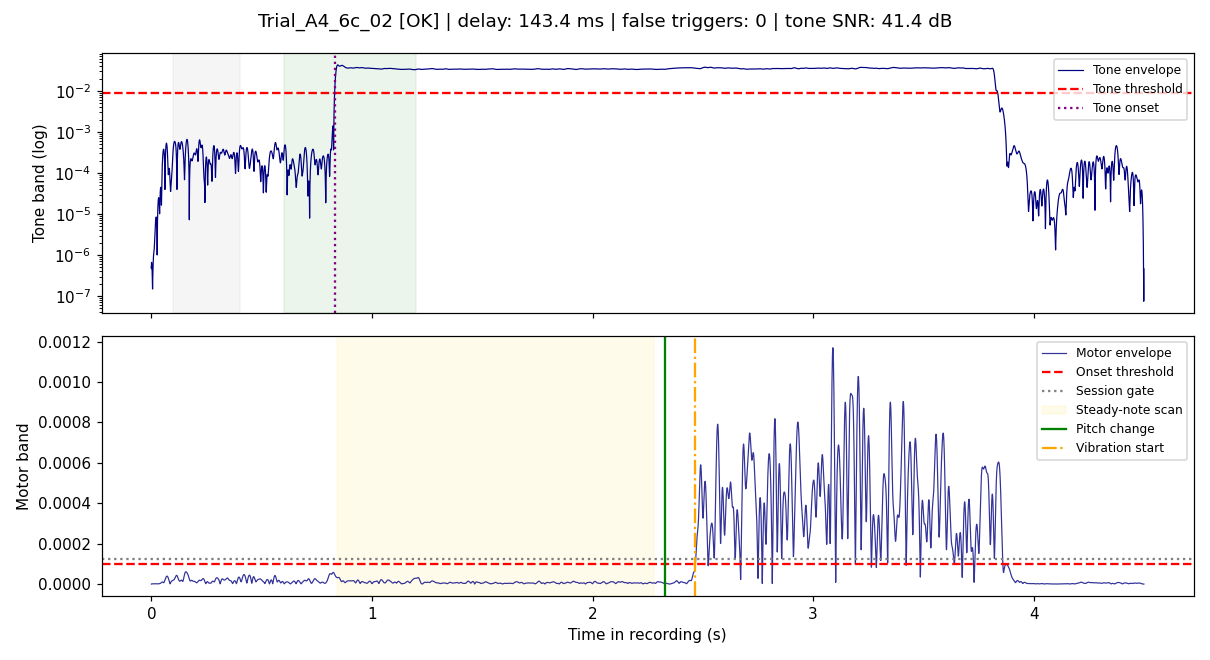 Trial_A4_6c_02 [OK] | delay: 143.4 ms | false triggers: 0 | tone SNR: 41.4 dB
Tone band (log)
10⁻²
10⁻³
10⁻⁴
10⁻⁵
10⁻⁶
10⁻⁷
Tone envelope
Tone threshold
Tone onset
Motor band
0.0012
0.0010
0.0008
0.0006
0.0004
0.0002
0.0000
Motor envelope
Onset threshold
Session gate
Steady-note scan
Pitch change
Vibration start
0 1 2 3 4
Time in recording (s)